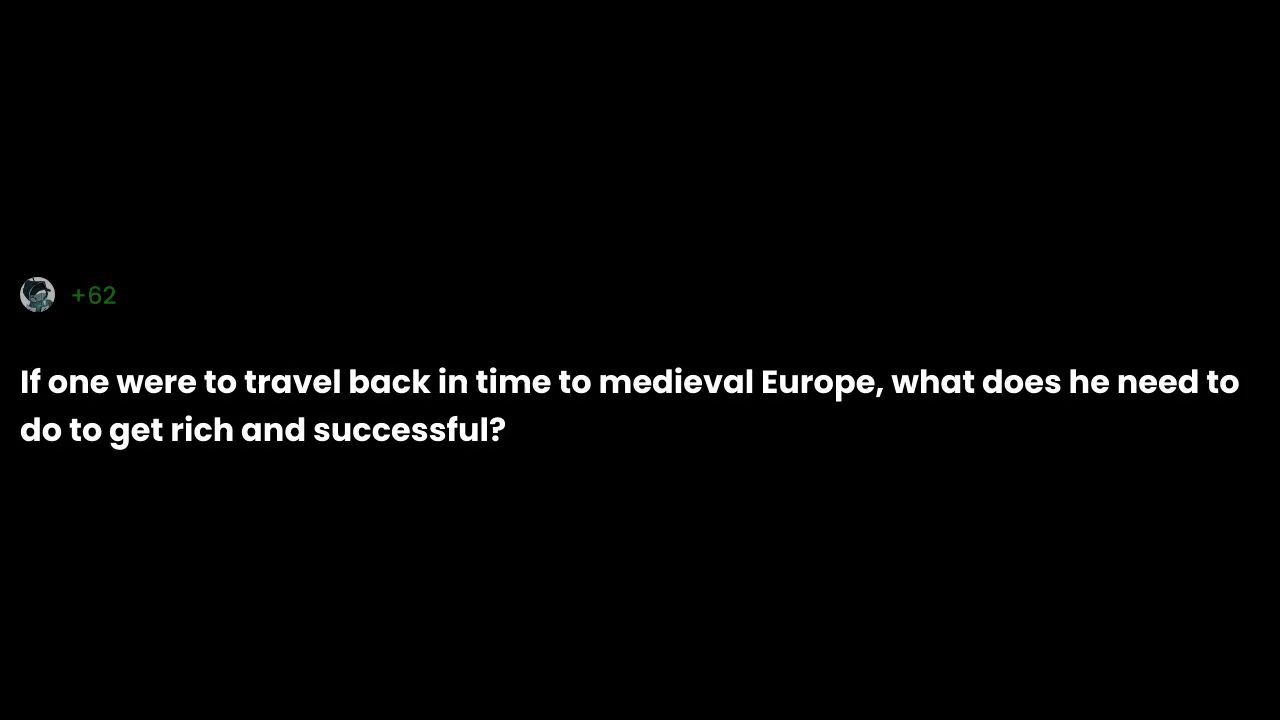 +62
If one were to travel back in time to medieval Europe, what does he need to
do to get rich and successful?